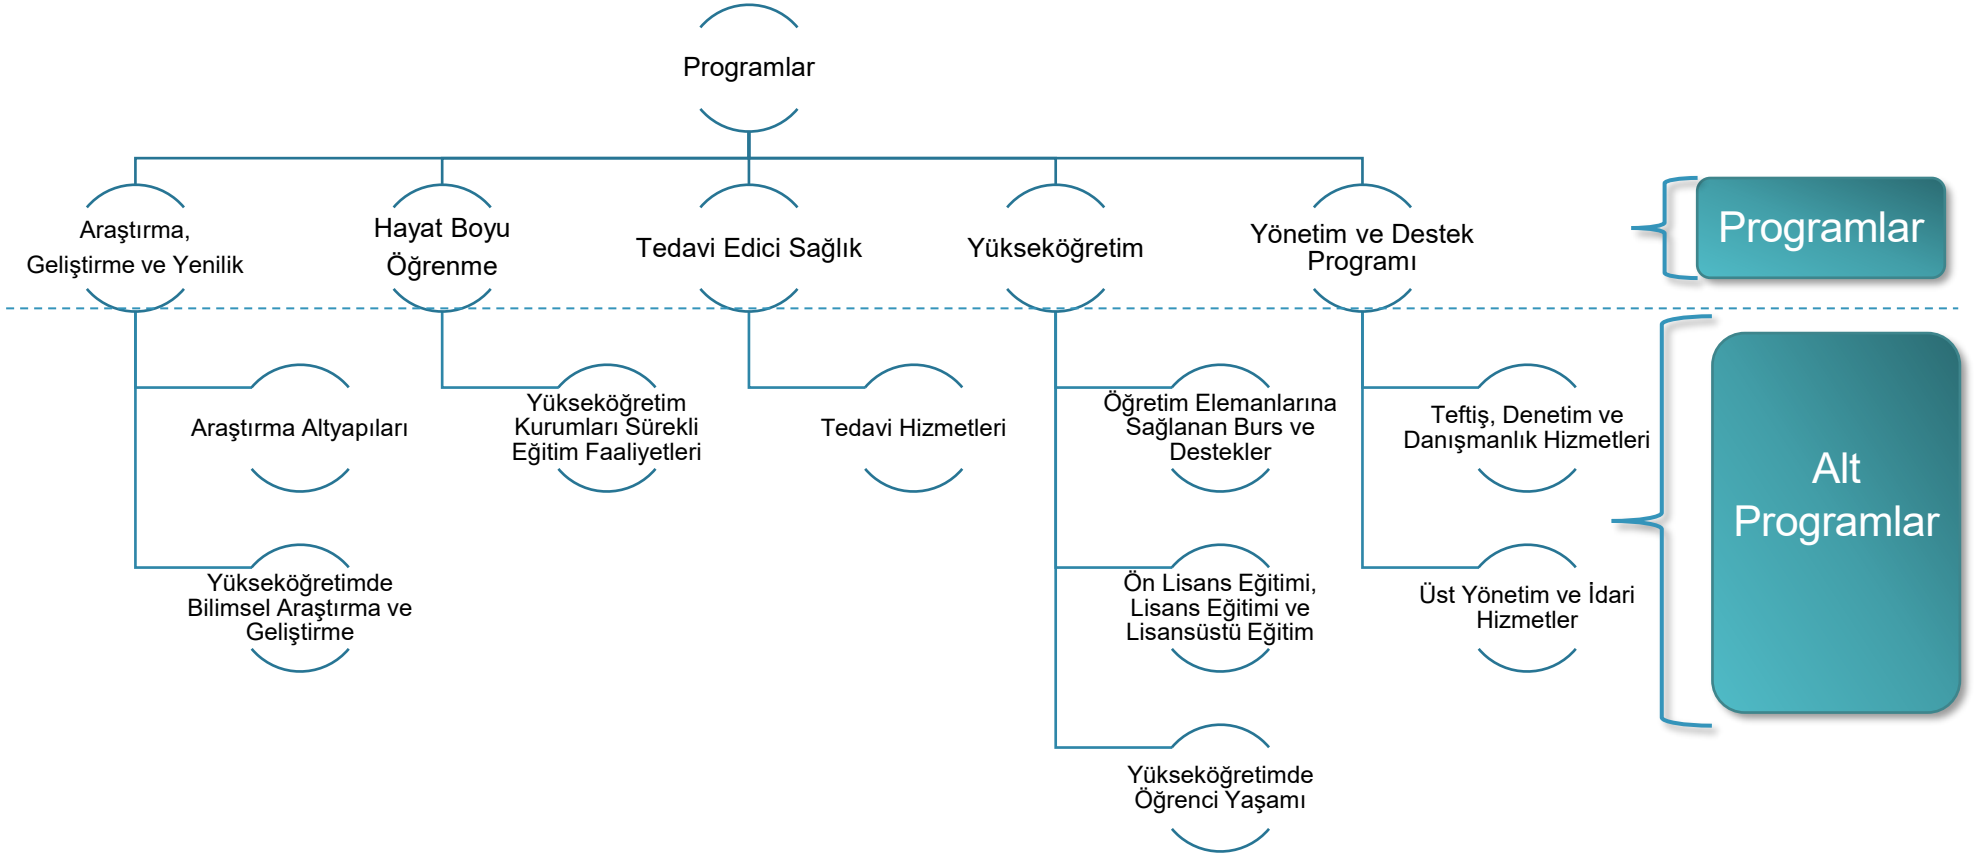 Programlar
Araştırma,
Geliştirme ve Yenilik
Hayat Boyu
Öğrenme
Tedavi Edici Sağlık
Yükseköğretim
Yönetim ve Destek
Programı
Programlar
Araştırma Altyapıları
Yükseköğretim
Kurumları Sürekli
Eğitim Faaliyetleri
Tedavi Hizmetleri
Öğretim Elemanlarına
Sağlanan Burs ve
Destekler
Teftiş, Denetim ve
Danışmanlık Hizmetleri
Alt
Programlar
Yükseköğretimde
Bilimsel Araştırma ve
Geliştirme
Ön Lisans Eğitimi,
Lisans Eğitimi ve
Lisansüstü Eğitim
Üst Yönetim ve İdari
Hizmetler
Yükseköğretimde
Öğrenci Yaşamı